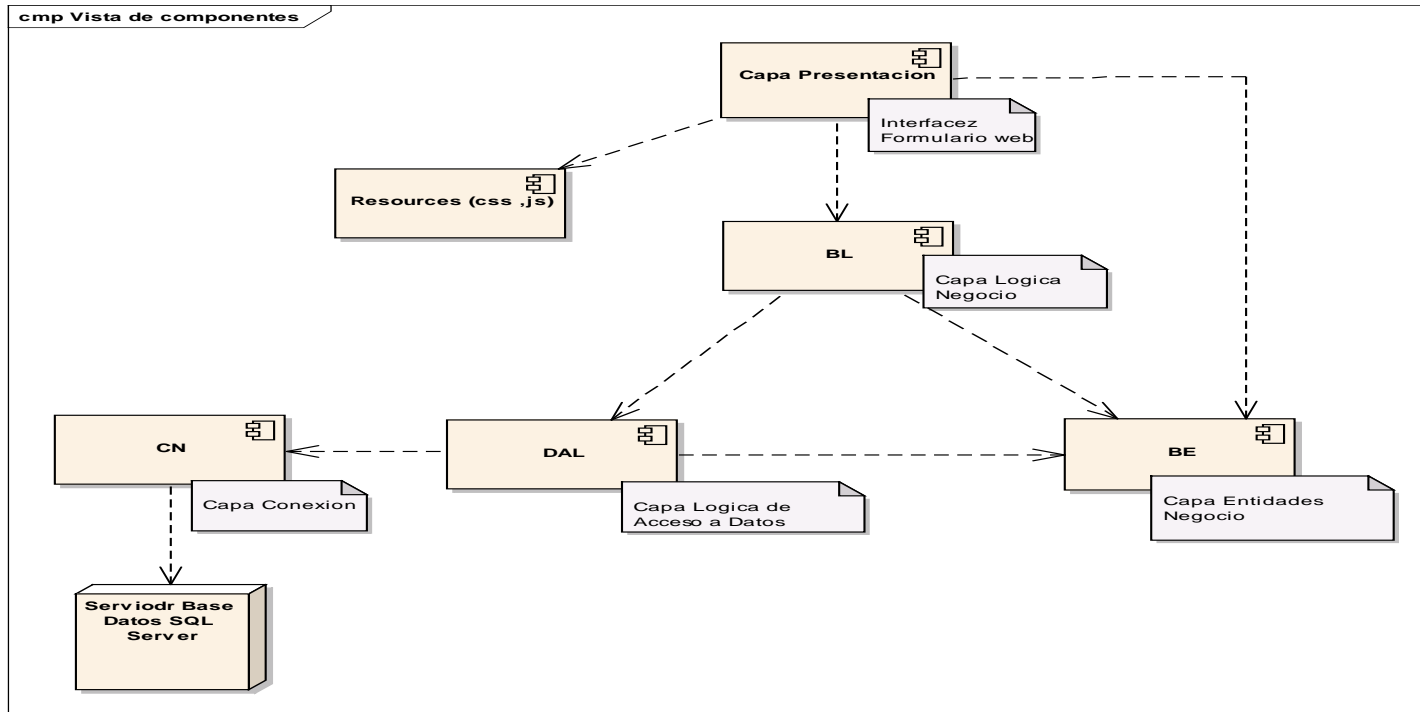 cmp Vista de componentes
Capa Presentacion
Interfacez
Formulario web
Resources (css ,js)
BL
Capa Logica
Negocio
CN
Capa Conexion
DAL
Capa Logica de
Acceso a Datos
BE
Capa Entidades
Negocio
Serviodr Base
Datos SQL
Server